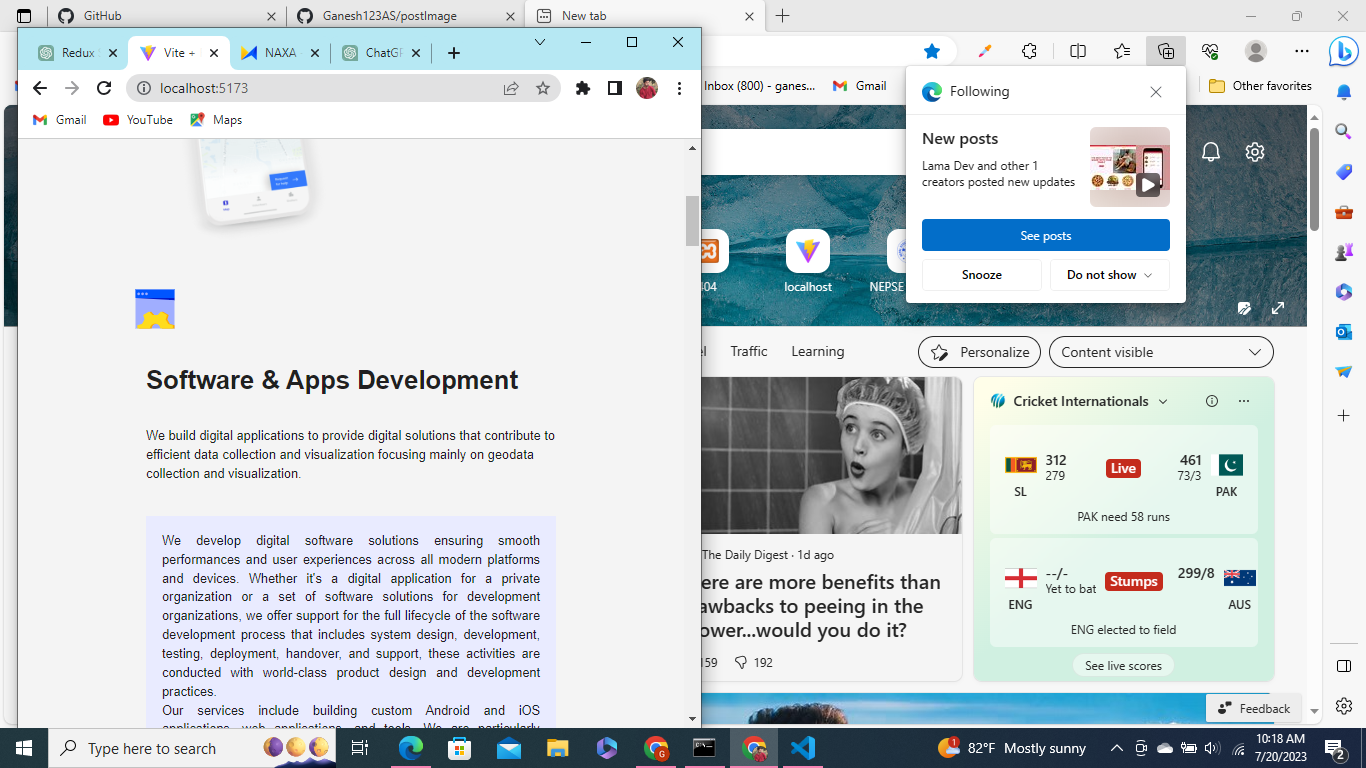 GitHub
Ganesh123AS/postImage
New tab
Redux
Vite +
NAXA
ChatGP
localhost:5173
Gmail
YouTube
Maps
Inbox (800) - ganes...
Gmail
Other favorites
Following
New posts
Lama Dev and other 1
creators posted new updates
See posts
Snooze
Do not show
404
localhost
NEPSE
Traffic
Learning
Personalize
Content visible
Software & Apps Development
We build digital applications to provide digital solutions that contribute to
efficient data collection and visualization focusing mainly on geodata
collection and visualization.
We develop digital software solutions ensuring smooth
performances and user experiences across all modern platforms
and devices. Whether it's a digital application for a private
organization or a set of software solutions for development
organizations, we offer support for the full lifecycle of the software
development process that includes system design, development,
testing, deployment, handover, and support, these activities are
conducted with world-class product design and development
practices.
Our services include building custom Android and iOS
applications, web applications, and tools. We are particularly
The Daily Digest · 1d ago
ere are more benefits than
awbacks to peeing in the
ower...would you do it?
159
192
Cricket Internationals
312
279
SL
Live
461
73/3
PAK
PAK need 58 runs
--/-
Yet to bat
ENG
Stumps
299/8
AUS
ENG elected to field
See live scores
Feedback
Type here to search
1
82°F Mostly sunny
10:18 AM
7/20/2023
2